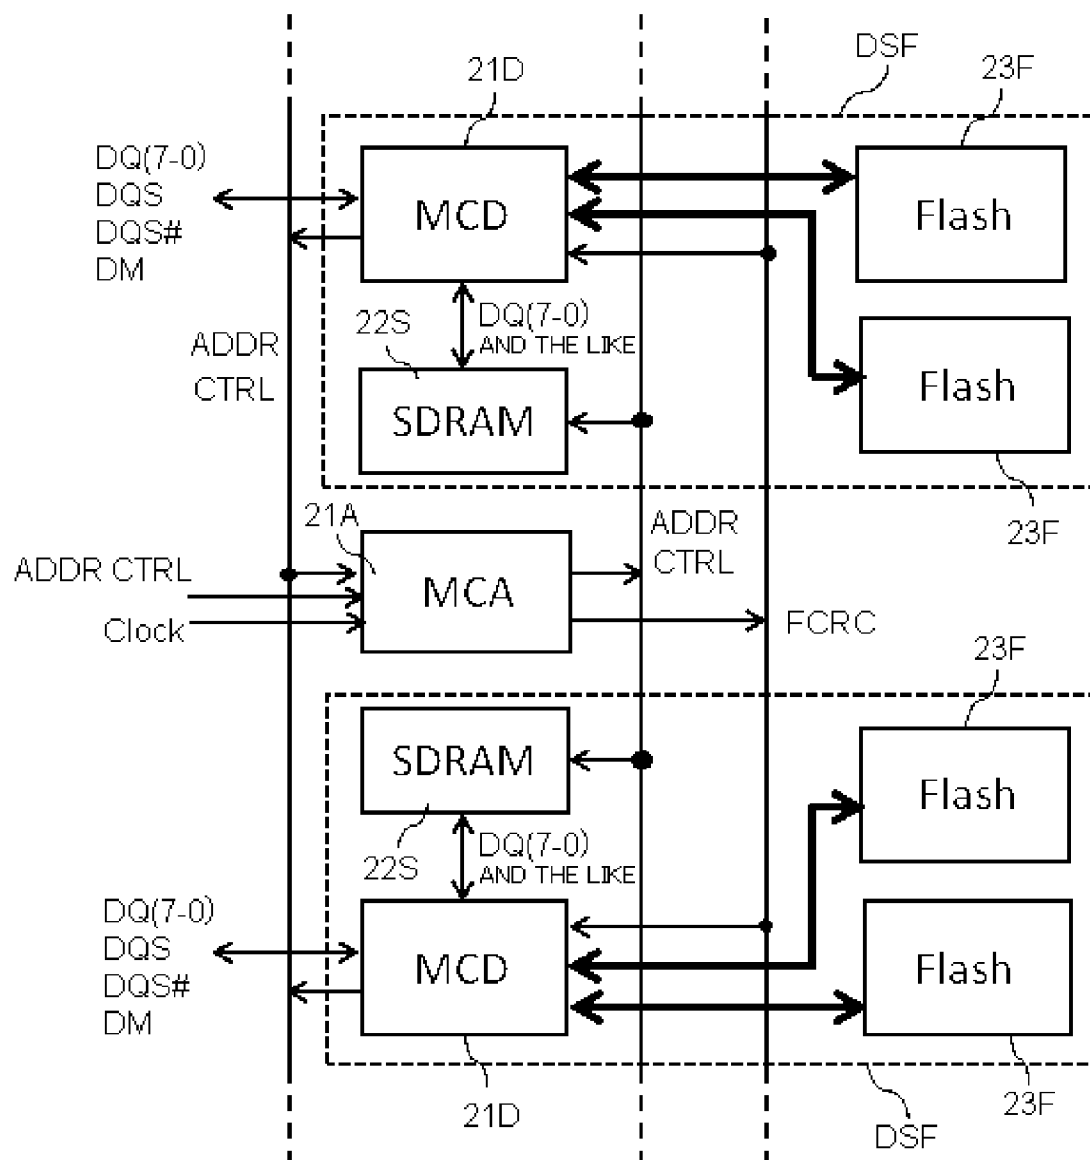 DSF
21D
23F
DQ(7-0)
DQS
DQS#
DM
MCD
Flash
ADDR
CTRL
22S
DQ(7-0)
AND THE LIKE
SDRAM
Flash
23F
21A
ADDR
CTRL
ADDR CTRL
Clock
MCA
FCRC
23F
SDRAM
Flash
22S
DQ(7-0)
AND THE LIKE
DQ(7-0)
DQS
DQS#
DM
MCD
Flash
21D
23F
DSF